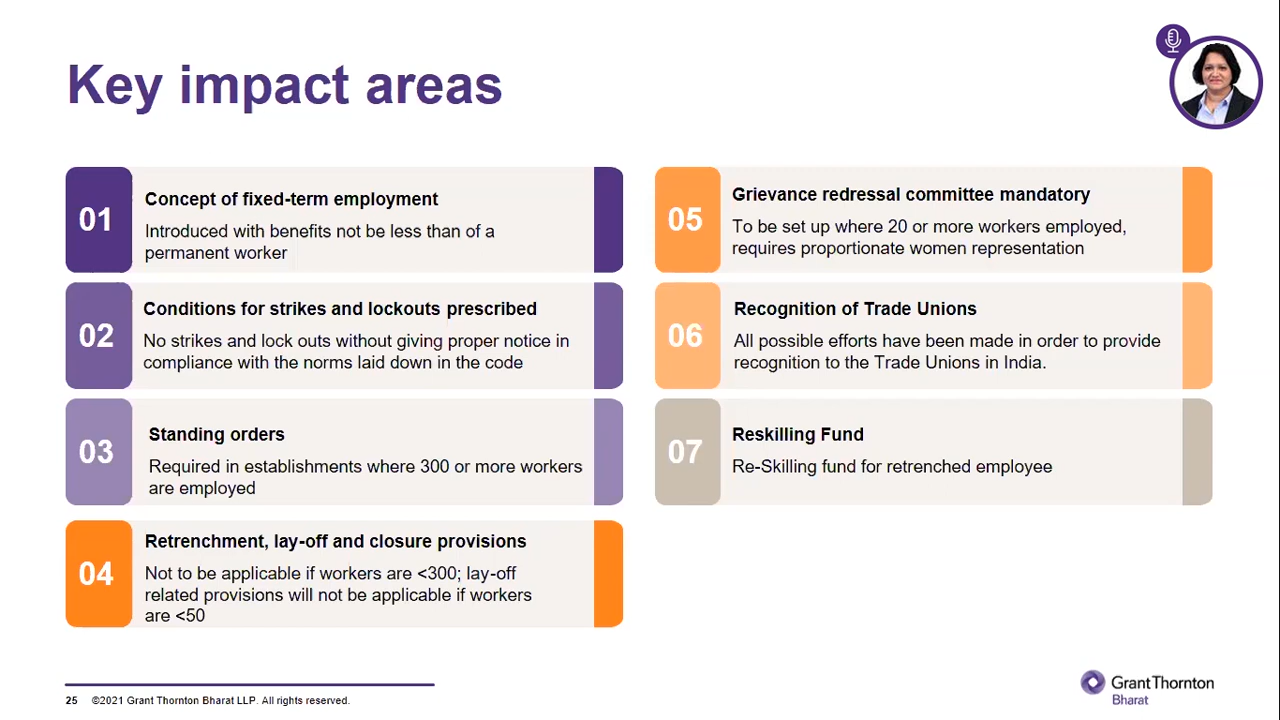 Key impact areas
01
Concept of fixed-term employment
Introduced with benefits not be less than of a
permanent worker
02
Conditions for strikes and lockouts prescribed
No strikes and lock outs without giving proper notice in
compliance with the norms laid down in the code
03
Standing orders
Required in establishments where 300 or more workers
are employed
04
Retrenchment, lay-off and closure provisions
Not to be applicable if workers are <300; lay-off
related provisions will not be applicable if workers
are <50
05
Grievance redressal committee mandatory
To be set up where 20 or more workers employed,
requires proportionate women representation
06
Recognition of Trade Unions
All possible efforts have been made in order to provide
recognition to the Trade Unions in India.
07
Reskilling Fund
Re-Skilling fund for retrenched employee
25 ©2021 Grant Thornton Bharat LLP. All rights reserved.
GrantThornton
Bharat